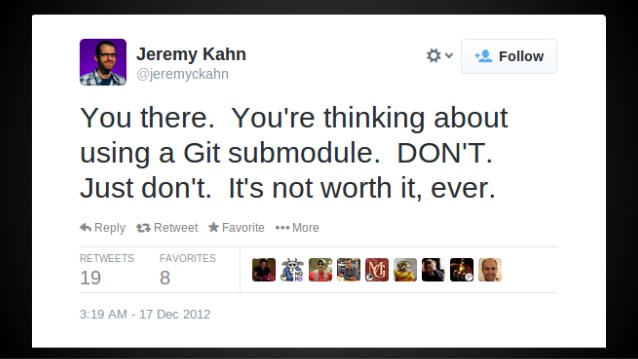 Jeremy Kahn
@jeremyckahn
Follow
You there.  You're thinking about
using a Git submodule.  DON'T.
Just don't.  It's not worth it, ever.
Reply Retweet Favorite More
RETWEETS FAVORITES
19 8
3:19 AM - 17 Dec 2012